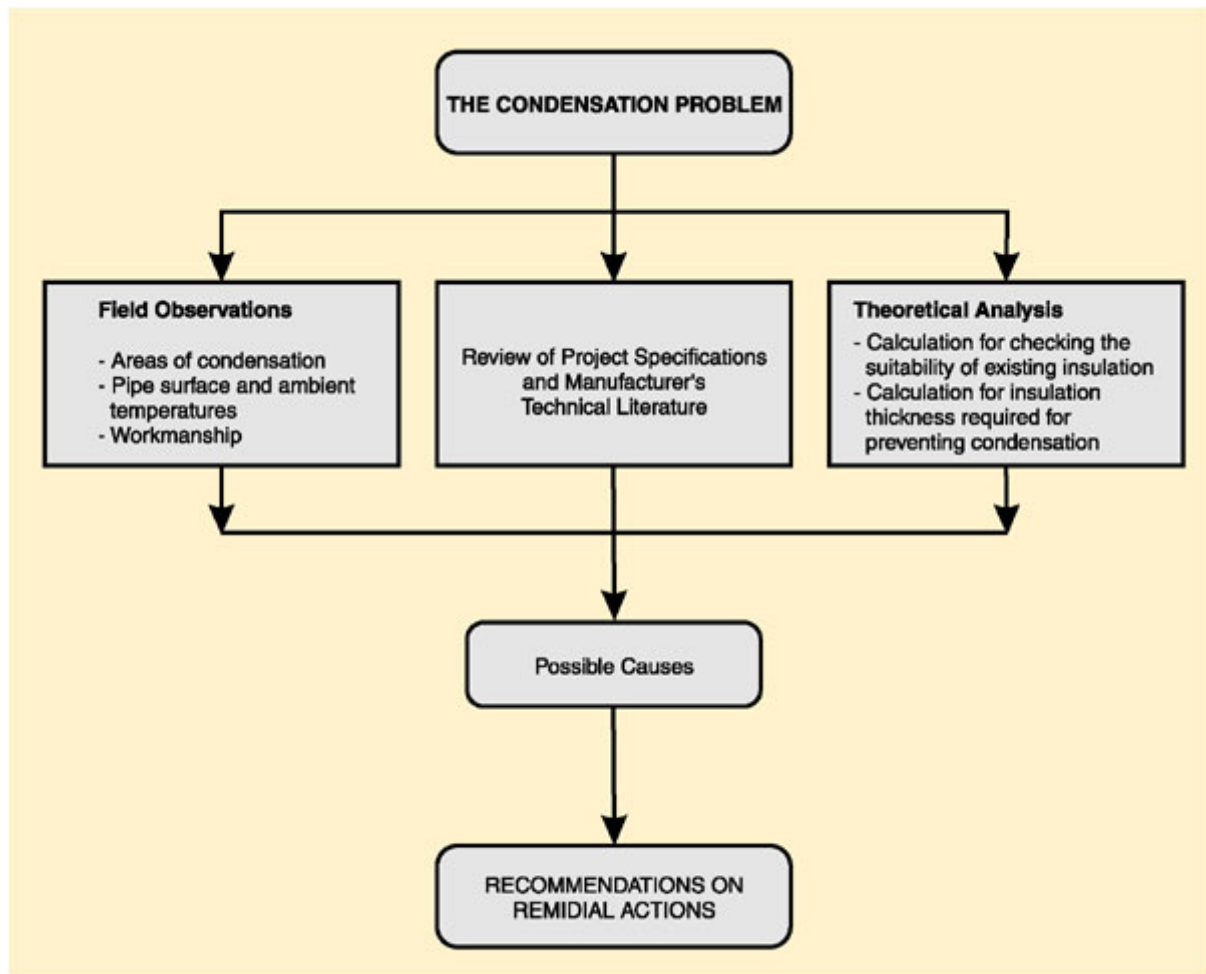 THE CONDENSATION PROBLEM
Field Observations
- Areas of condensation
- Pipe surface and ambient
temperatures
- Workmanship
Review of Project Specifications
and Manufacturer's
Technical Literature
Theoretical Analysis
- Calculation for checking the
suitability of existing insulation
- Calculation for insulation
thickness required for
preventing condensation
Possible Causes
RECOMMENDATIONS ON
REMIDIAL ACTIONS